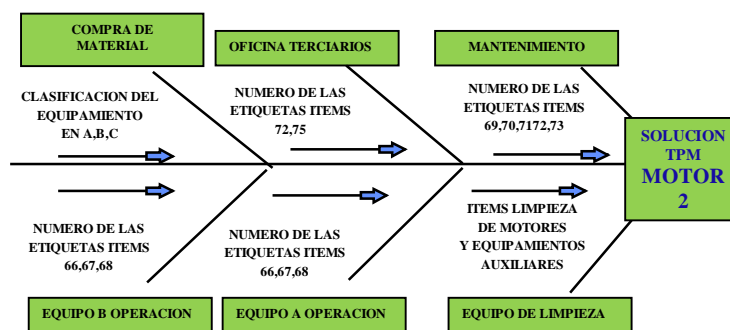 COMPRA DE
MATERIAL
OFICINA TERCIARIOS
MANTENIMIENTO
CLASIFICACION DEL
EQUIPAMIENTO
EN A,B,C
NUMERO DE LAS
ETIQUETAS ITEMS
72,75
NUMERO DE LAS
ETIQUETAS ITEMS
69,70,7172,73
SOLUCION
TPM
MOTOR
2
NUMERO DE LAS
ETIQUETAS ITEMS
66,67,68
NUMERO DE LAS
ETIQUETAS ITEMS
66,67,68
ITEMS LIMPIEZA
DE MOTORES
Y EQUIPAMIENTOS
AUXILIARES
EQUIPO B OPERACION
EQUIPO A OPERACION
EQUIPO DE LIMPIEZA